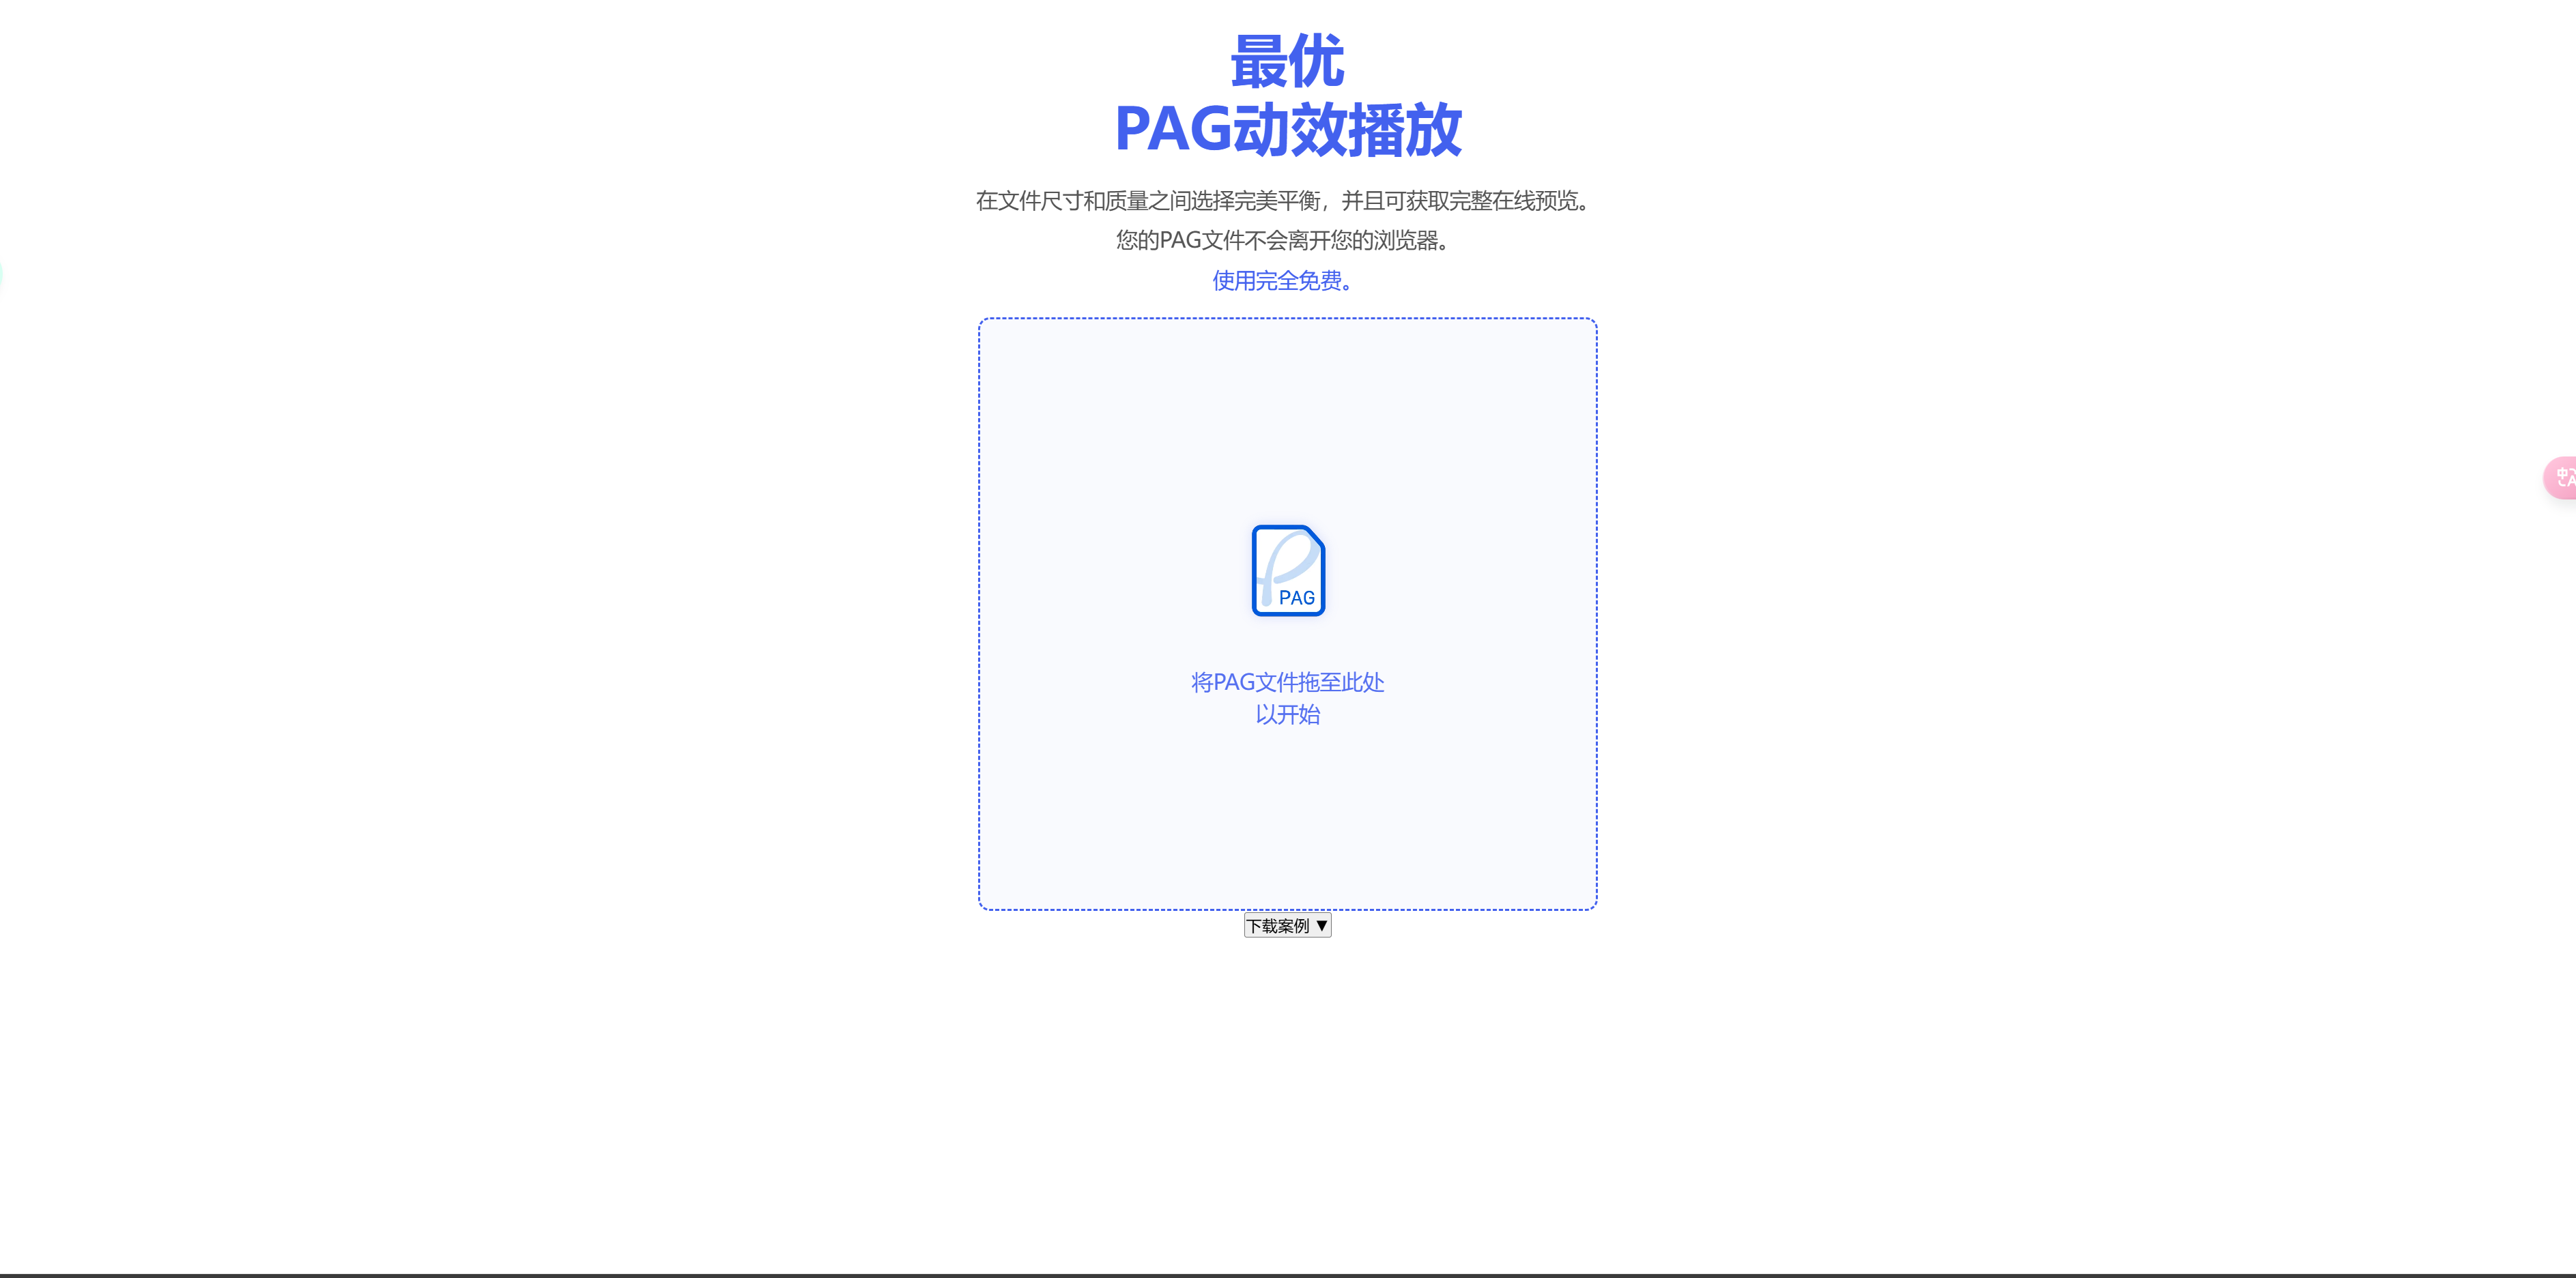 最优
PAG动效播放
在文件尺寸和质量之间选择完美平衡，并且可获取完整在线预览。
您的PAG文件不会离开您的浏览器。
使用完全免费。
中
A
PAG
将PAG文件拖至此处
以开始
下载案例 ▼